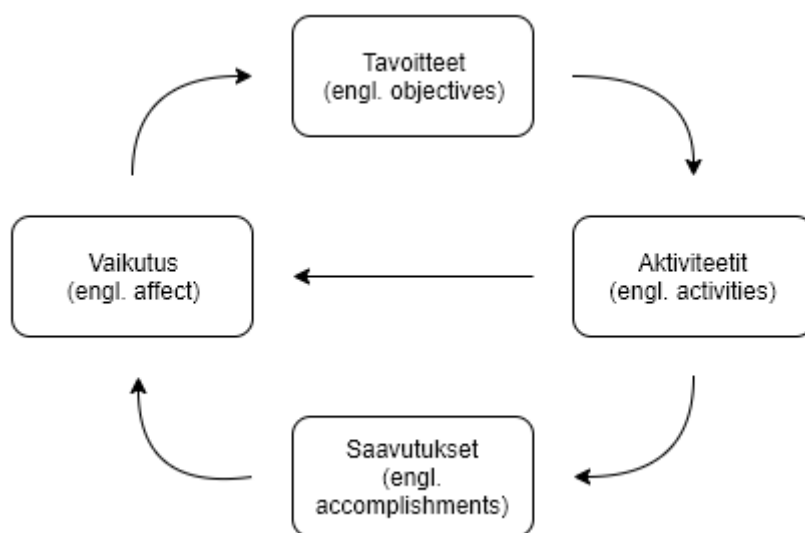 Tavoitteet
(engl. objectives)
Vaikutus
(engl. affect)
Aktiviteetit
(engl. activities)
Saavutukset
(engl.
accomplishments)